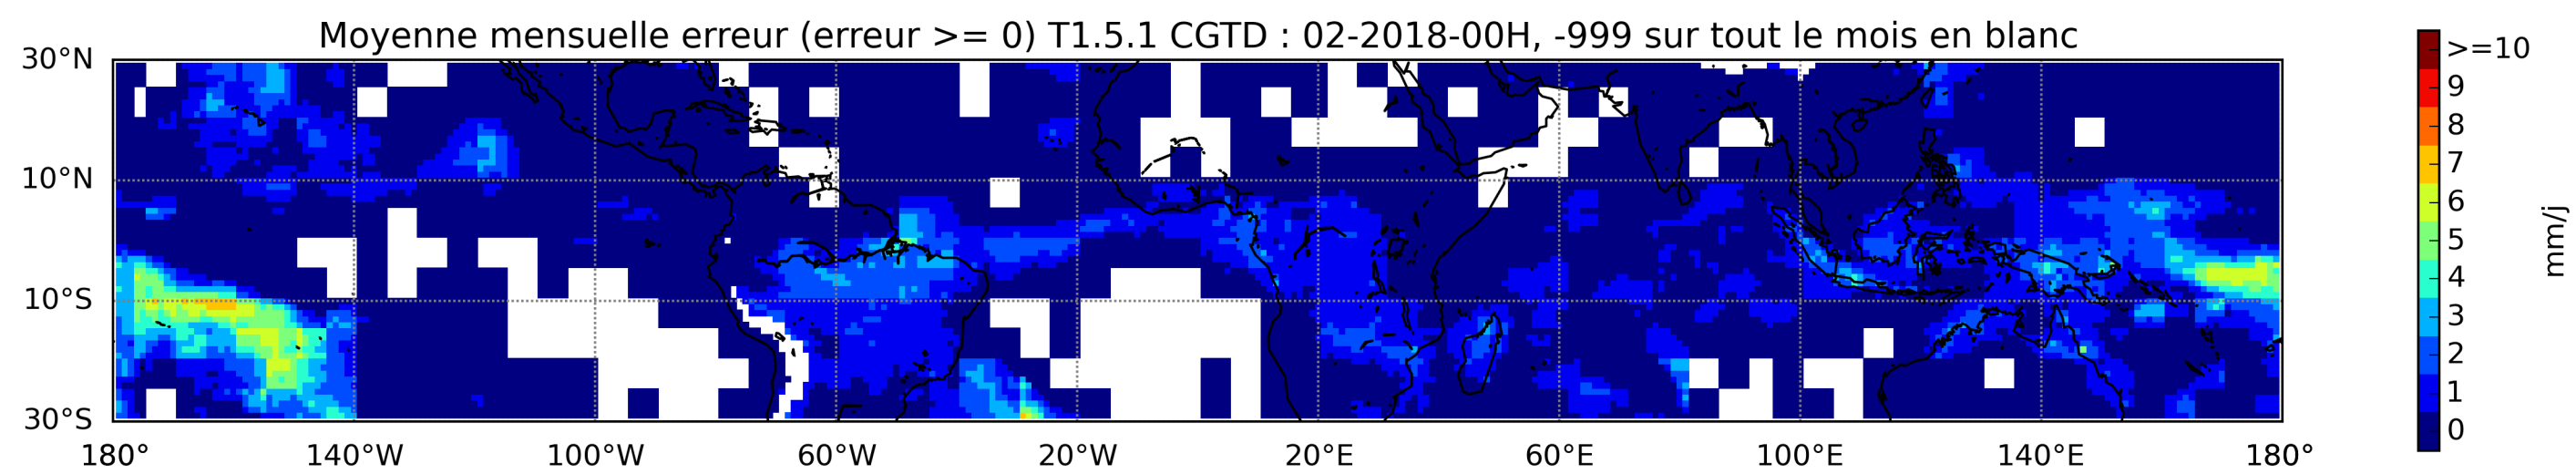 Moyenne mensuelle erreur (erreur >= 0) T1.5.1 CGTD : 02-2018-00H, -999 sur tout le mois en blanc
30°N
10°N
10°S
30°S
180° 140°W 100°W 60°W 20°W 20°E 60°E 100°E 140°E 180°
>=10
9
8
7
6
5
4
3
2
1
0
mm/j